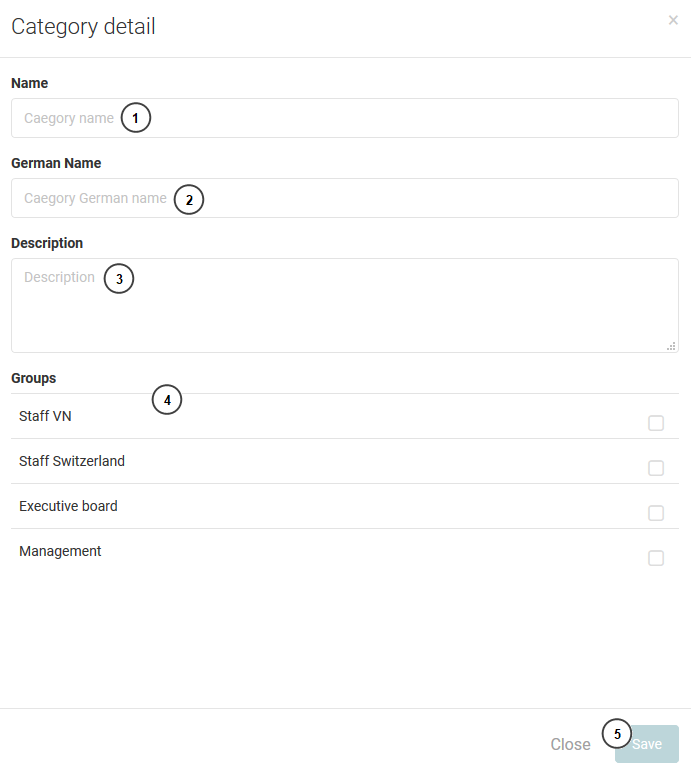 Category detail ×
Name
Caegory name 1
German Name
Caegory German name 2
Description
Description 3
Groups
4
Staff VN
Staff Switzerland
Executive board
Management
Close 5 Save